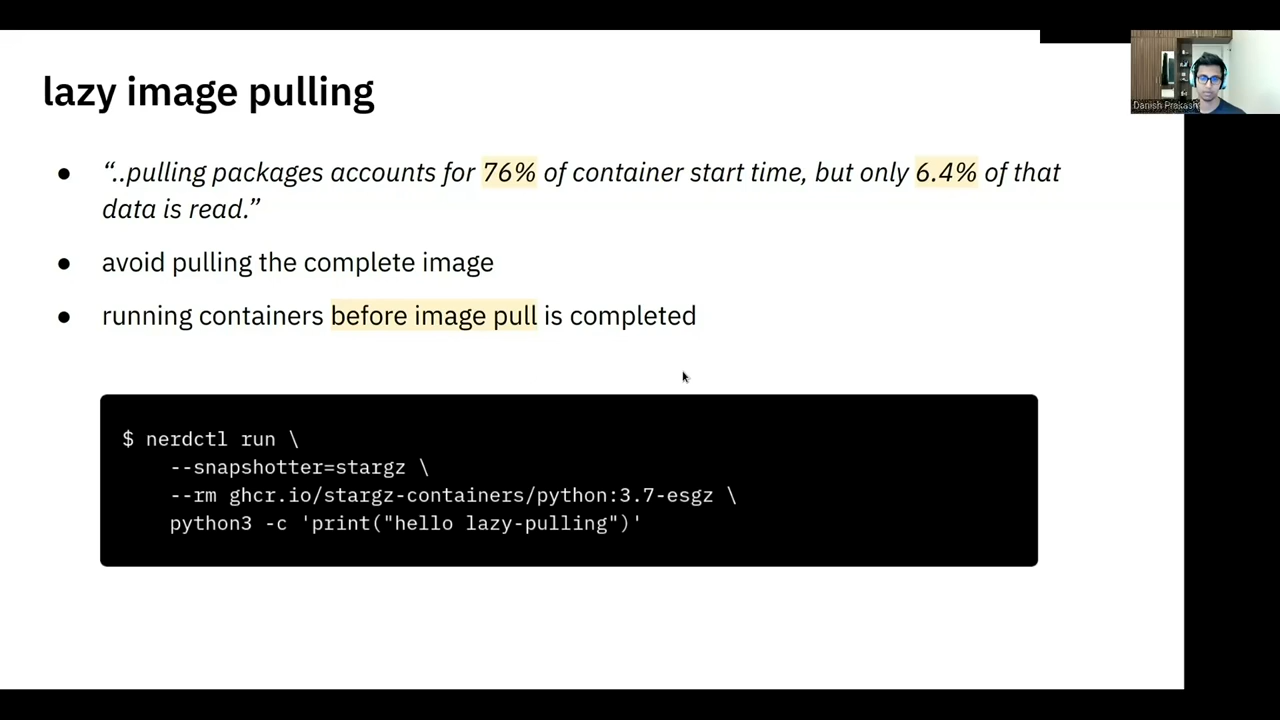 lazy image pulling
Danish Prakash
● “..pulling packages accounts for 76% of container start time, but only 6.4% of that
data is read.”
● avoid pulling the complete image
● running containers before image pull is completed
$ nerdctl run \
--snapshotter=stargz \
--rm ghcr.io/stargz-containers/python:3.7-esgz \
python3 -c 'print("hello lazy-pulling")'